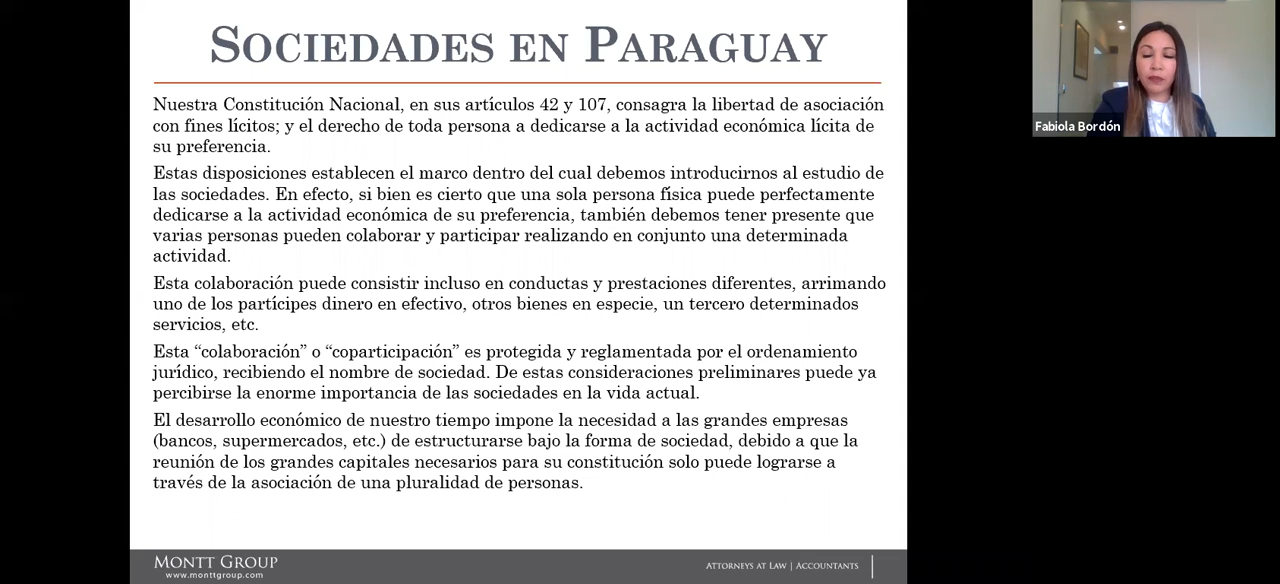 SOCIEDADES EN PARAGUAY
Nuestra Constitución Nacional, en sus artículos 42 y 107, consagra la libertad de asociación
con fines lícitos; y el derecho de toda persona a dedicarse a la actividad económica lícita de
su preferencia.
Estas disposiciones establecen el marco dentro del cual debemos introducirnos al estudio de
las sociedades. En efecto, si bien es cierto que una sola persona física puede perfectamente
dedicarse a la actividad económica de su preferencia, también debemos tener presente que
varias personas pueden colaborar y participar realizando en conjunto una determinada
actividad.
Esta colaboración puede consistir incluso en conductas y prestaciones diferentes, arrimando
uno de los partícipes dinero en efectivo, otros bienes en especie, un tercero determinados
servicios, etc.
Esta “colaboración” o “coparticipación” es protegida y reglamentada por el ordenamiento
jurídico, recibiendo el nombre de sociedad. De estas consideraciones preliminares puede ya
percibirse la enorme importancia de las sociedades en la vida actual.
El desarrollo económico de nuestro tiempo impone la necesidad a las grandes empresas
(bancos, supermercados, etc.) de estructurarse bajo la forma de sociedad, debido a que la
reunión de los grandes capitales necesarios para su constitución solo puede lograrse a
través de la asociación de una pluralidad de personas.
MONTT GROUP
www.monttgroup.com
ATTORNEYS AT LAW | ACCOUNTANTS
Fabiola Bordón